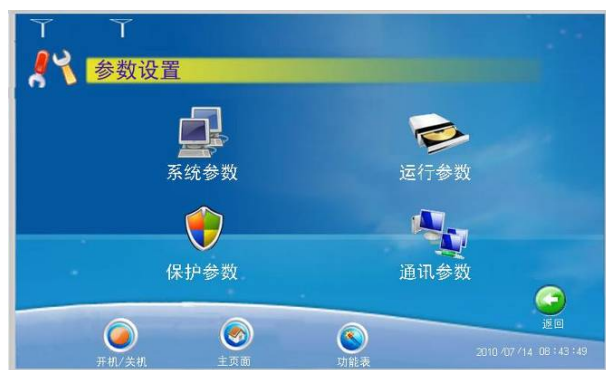 参数设置
系统参数
运行参数
保护参数
通讯参数
返回
开机/关机
主页面
功能表
2010/07/14 08:43:49